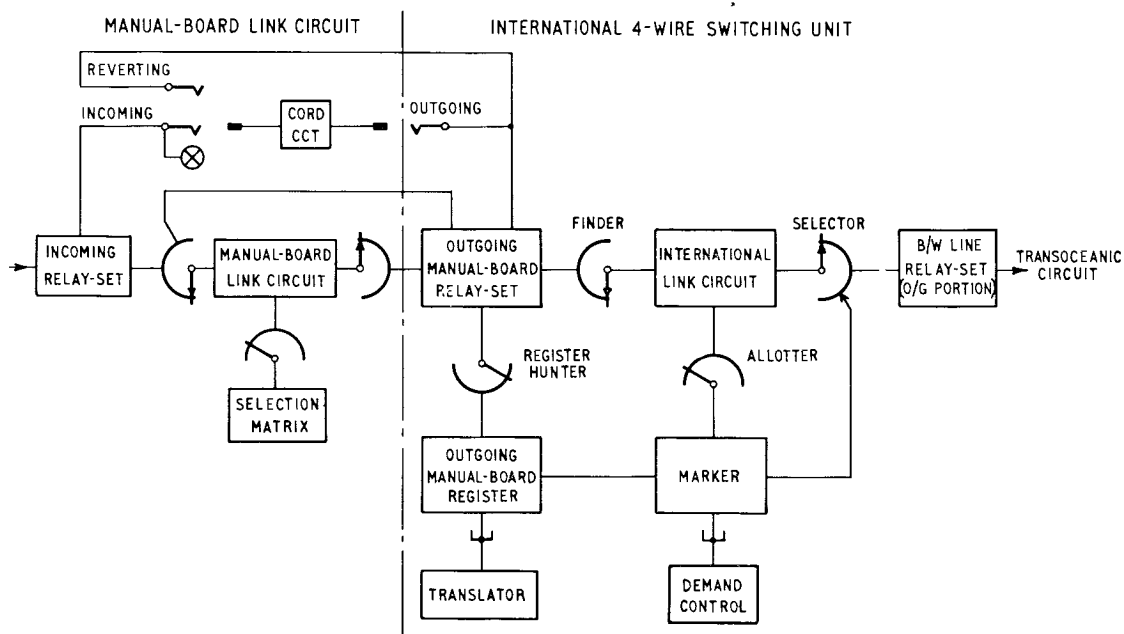 MANUAL-BOARD LINK CIRCUIT
INTERNATIONAL 4-WIRE SWITCHING UNIT
REVERTING
INCOMING
CORD
CCT
OUTGOING
INCOMING
RELAY-SET
MANUAL-BOARD
LINK CIRCUIT
OUTGOING
MANUAL-BOARD
RELAY-SET
FINDER
INTERNATIONAL
LINK CIRCUIT
SELECTOR
B/W LINE
RELAY-SET
(O/G PORTION)
TRANSOCEANIC
CIRCUIT
SELECTION
MATRIX
REGISTER
HUNTER
ALLOTTER
OUTGOING
MANUAL-BOARD
REGISTER
MARKER
TRANSLATOR
DEMAND
CONTROL